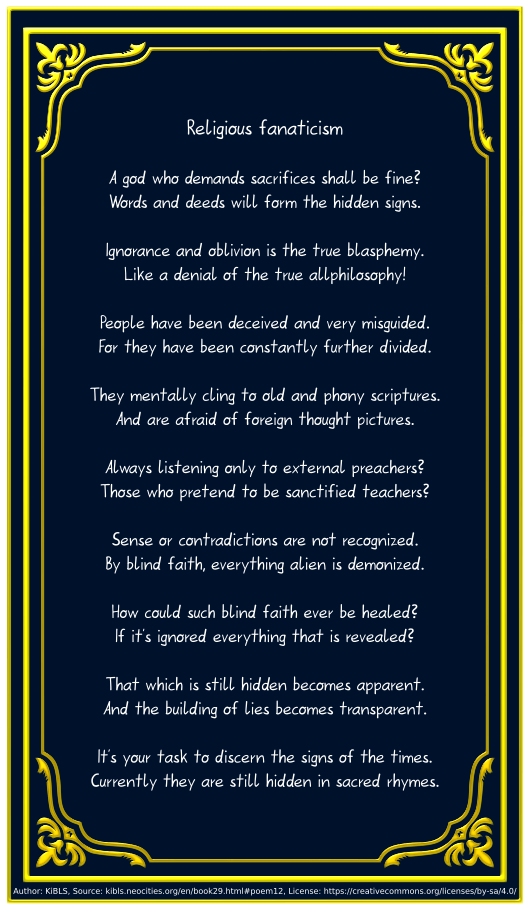 Religious fanaticism
A god who demands sacrifices shall be fine?
Words and deeds will form the hidden signs.
Ignorance and oblivion is the true blasphemy.
Like a denial of the true allphilosophy!
People have been deceived and very misguided.
For they have been constantly further divided.
They mentally cling to old and phony scriptures.
And are afraid of foreign thought pictures.
Always listening only to external preachers?
Those who pretend to be sanctified teachers?
Sense or contradictions are not recognized.
By blind faith, everything alien is demonized.
How could such blind faith ever be healed?
If it's ignored everything that is revealed?
That which is still hidden becomes apparent.
And the building of lies becomes transparent.
It's your task to discern the signs of the times.
Currently they are still hidden in sacred rhymes.
Author: KiBLS, Source: kibls.neocities.org/en/book29.html#poem12, License: https://creativecommons.org/licenses/by-sa/4.0/